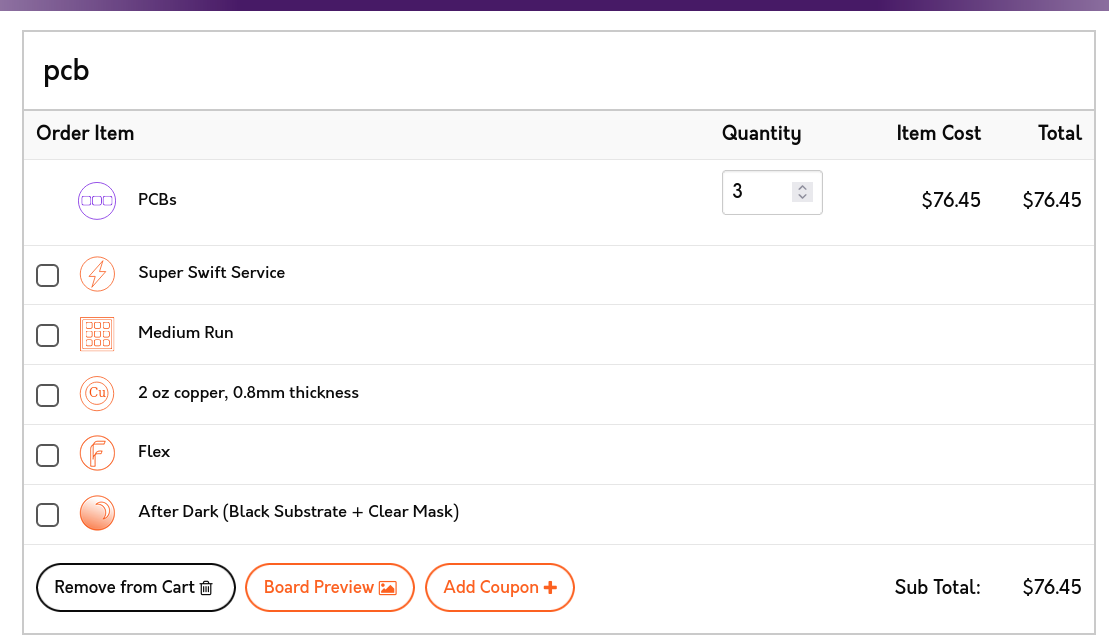 pcb
Order Item Quantity Item Cost Total
PCBs 3 $76.45 $76.45
Super Swift Service
Medium Run
Cu 2 oz copper, 0.8mm thickness
Flex
After Dark (Black Substrate + Clear Mask)
Remove from Cart Board Preview Add Coupon Sub Total: $76.45